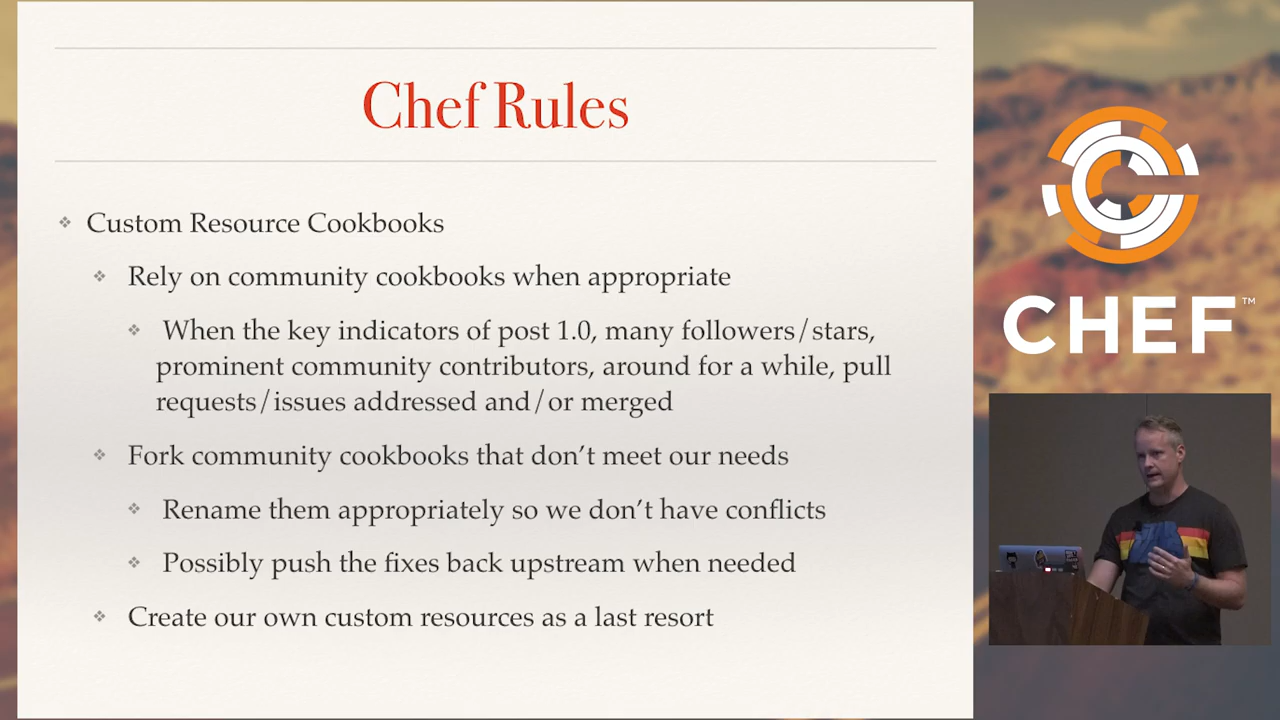 Chef Rules
Custom Resource Cookbooks
Rely on community cookbooks when appropriate
When the key indicators of post 1.0, many followers/stars,
prominent community contributors, around for a while, pull
requests/issues addressed and/or merged
Fork community cookbooks that don’t meet our needs
Rename them appropriately so we don’t have conflicts
Possibly push the fixes back upstream when needed
Create our own custom resources as a last resort
CHEF™